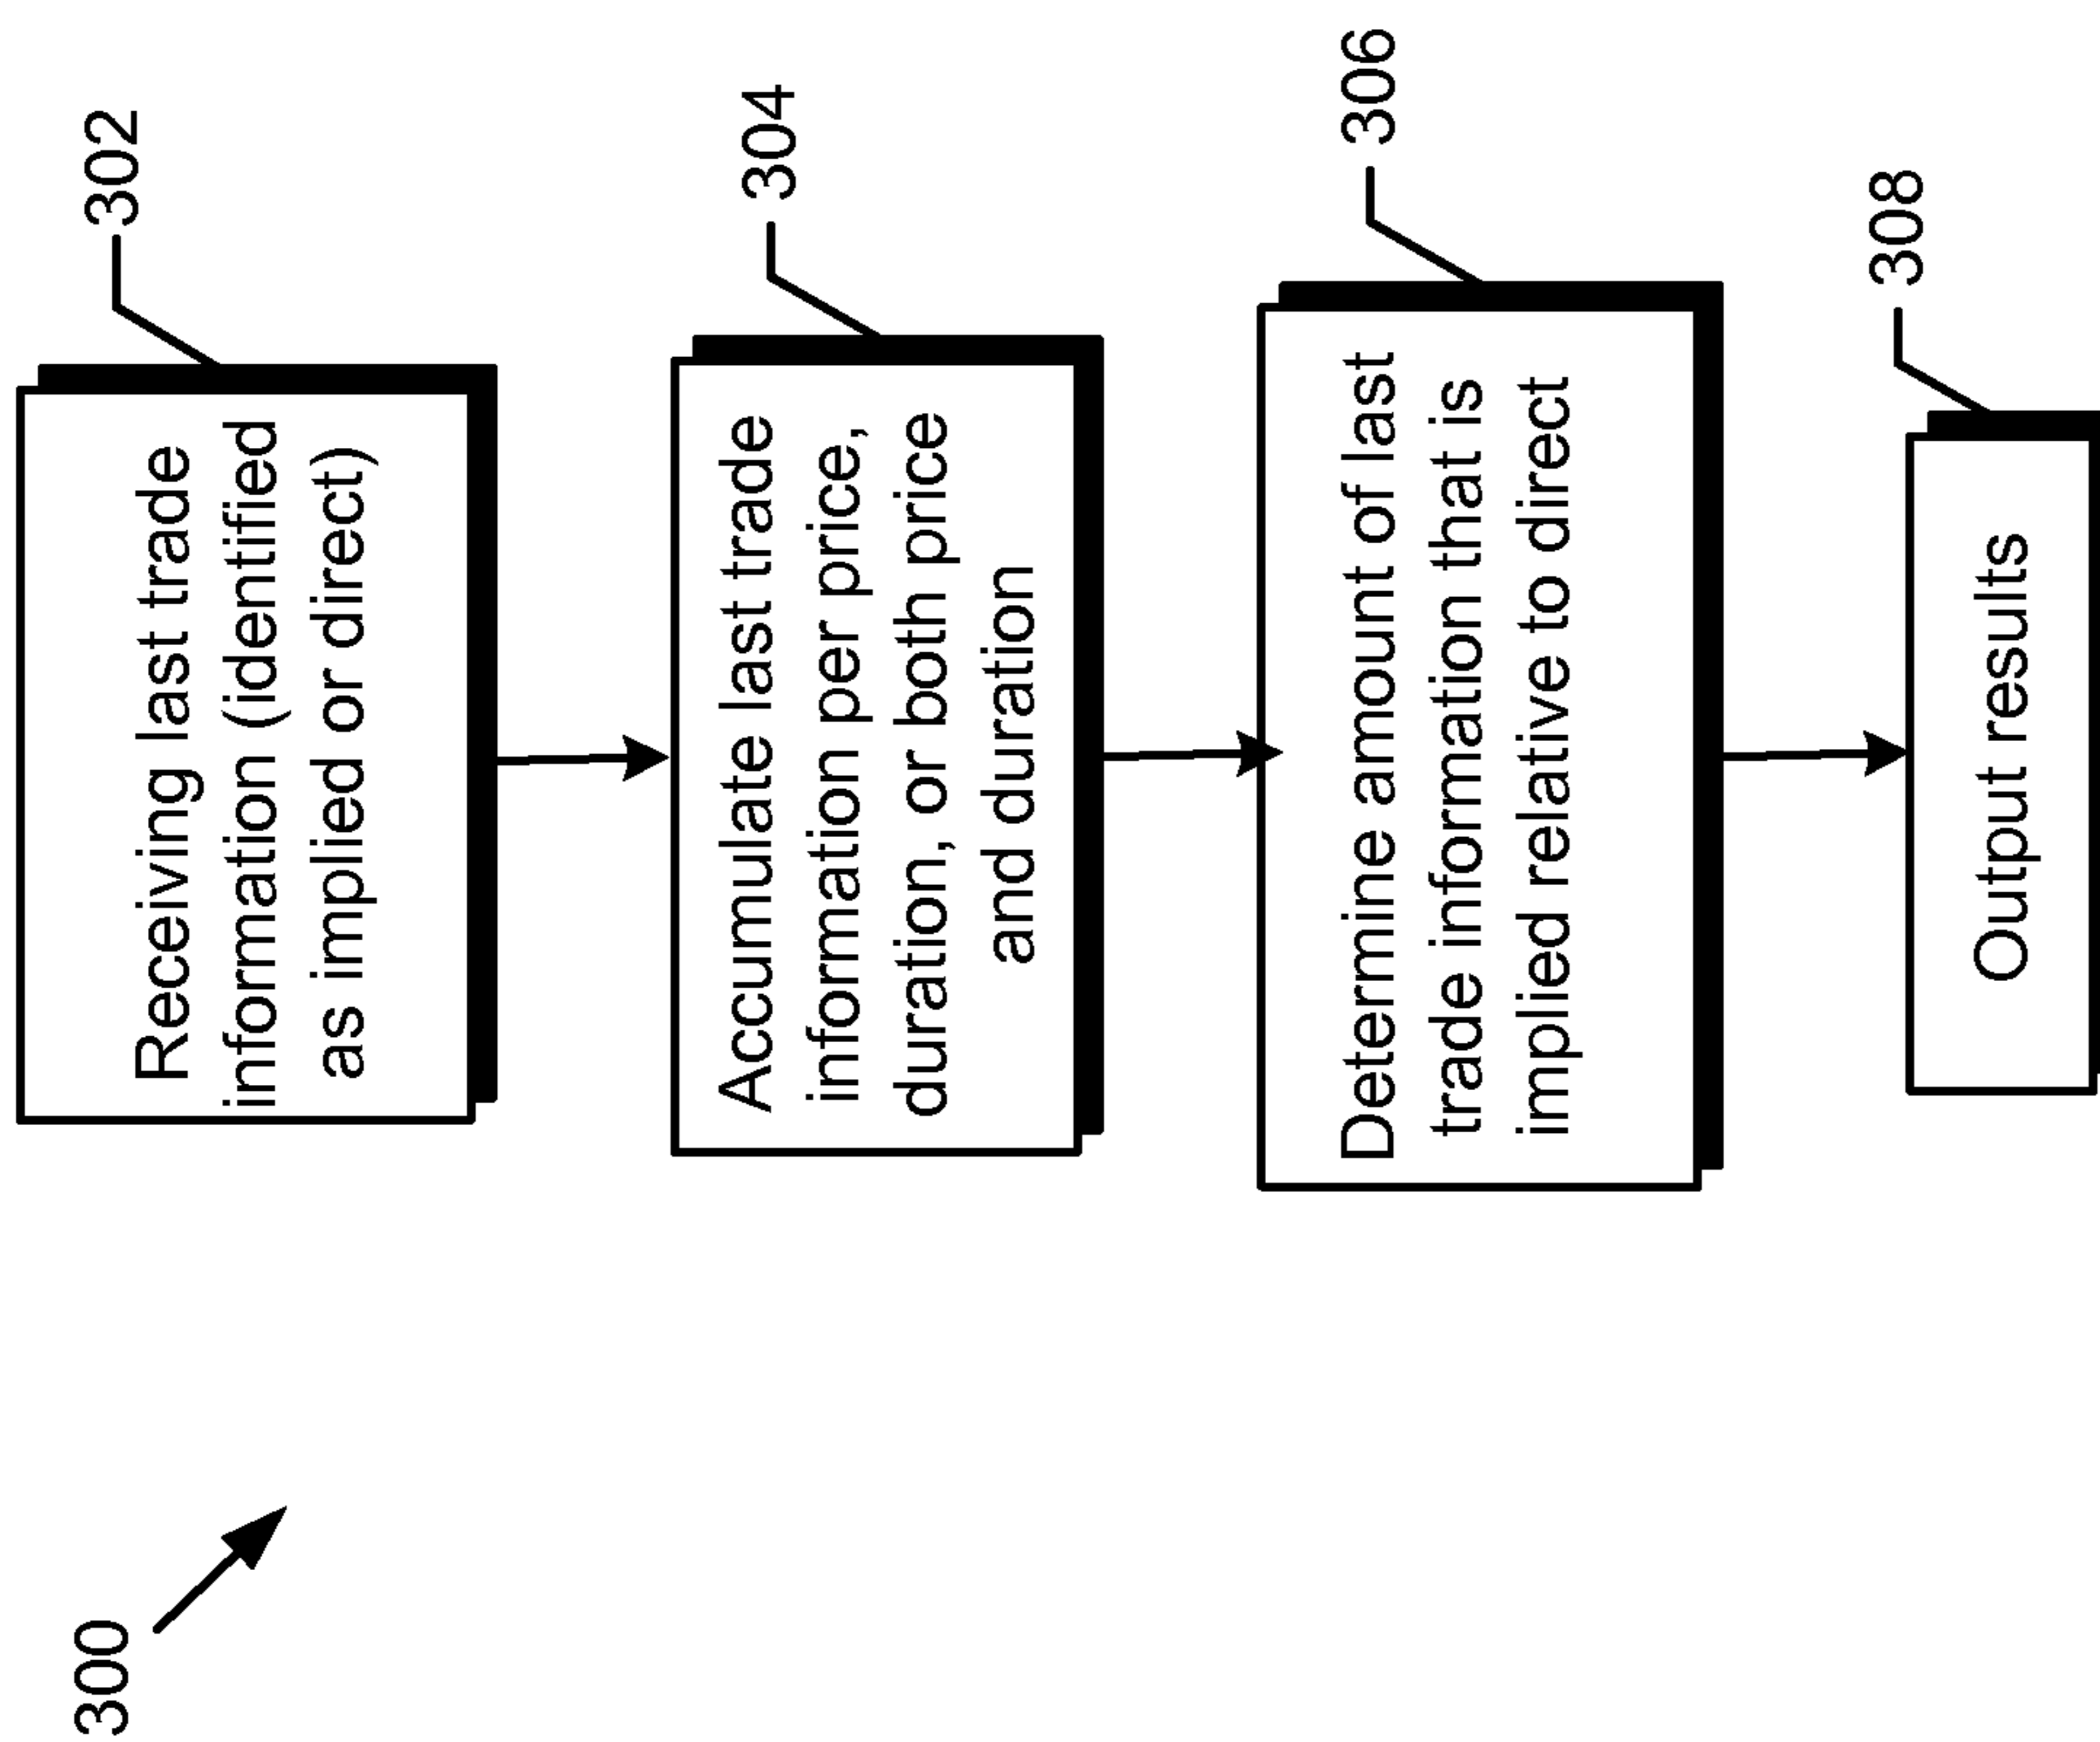 300
302
Receiving last trade
information (identified
as implied or direct)
304
Accumulate last trade
information per price,
duration, or both price
and duration
306
Determine amount of last
trade information that is
implied relative to direct
308
Output results